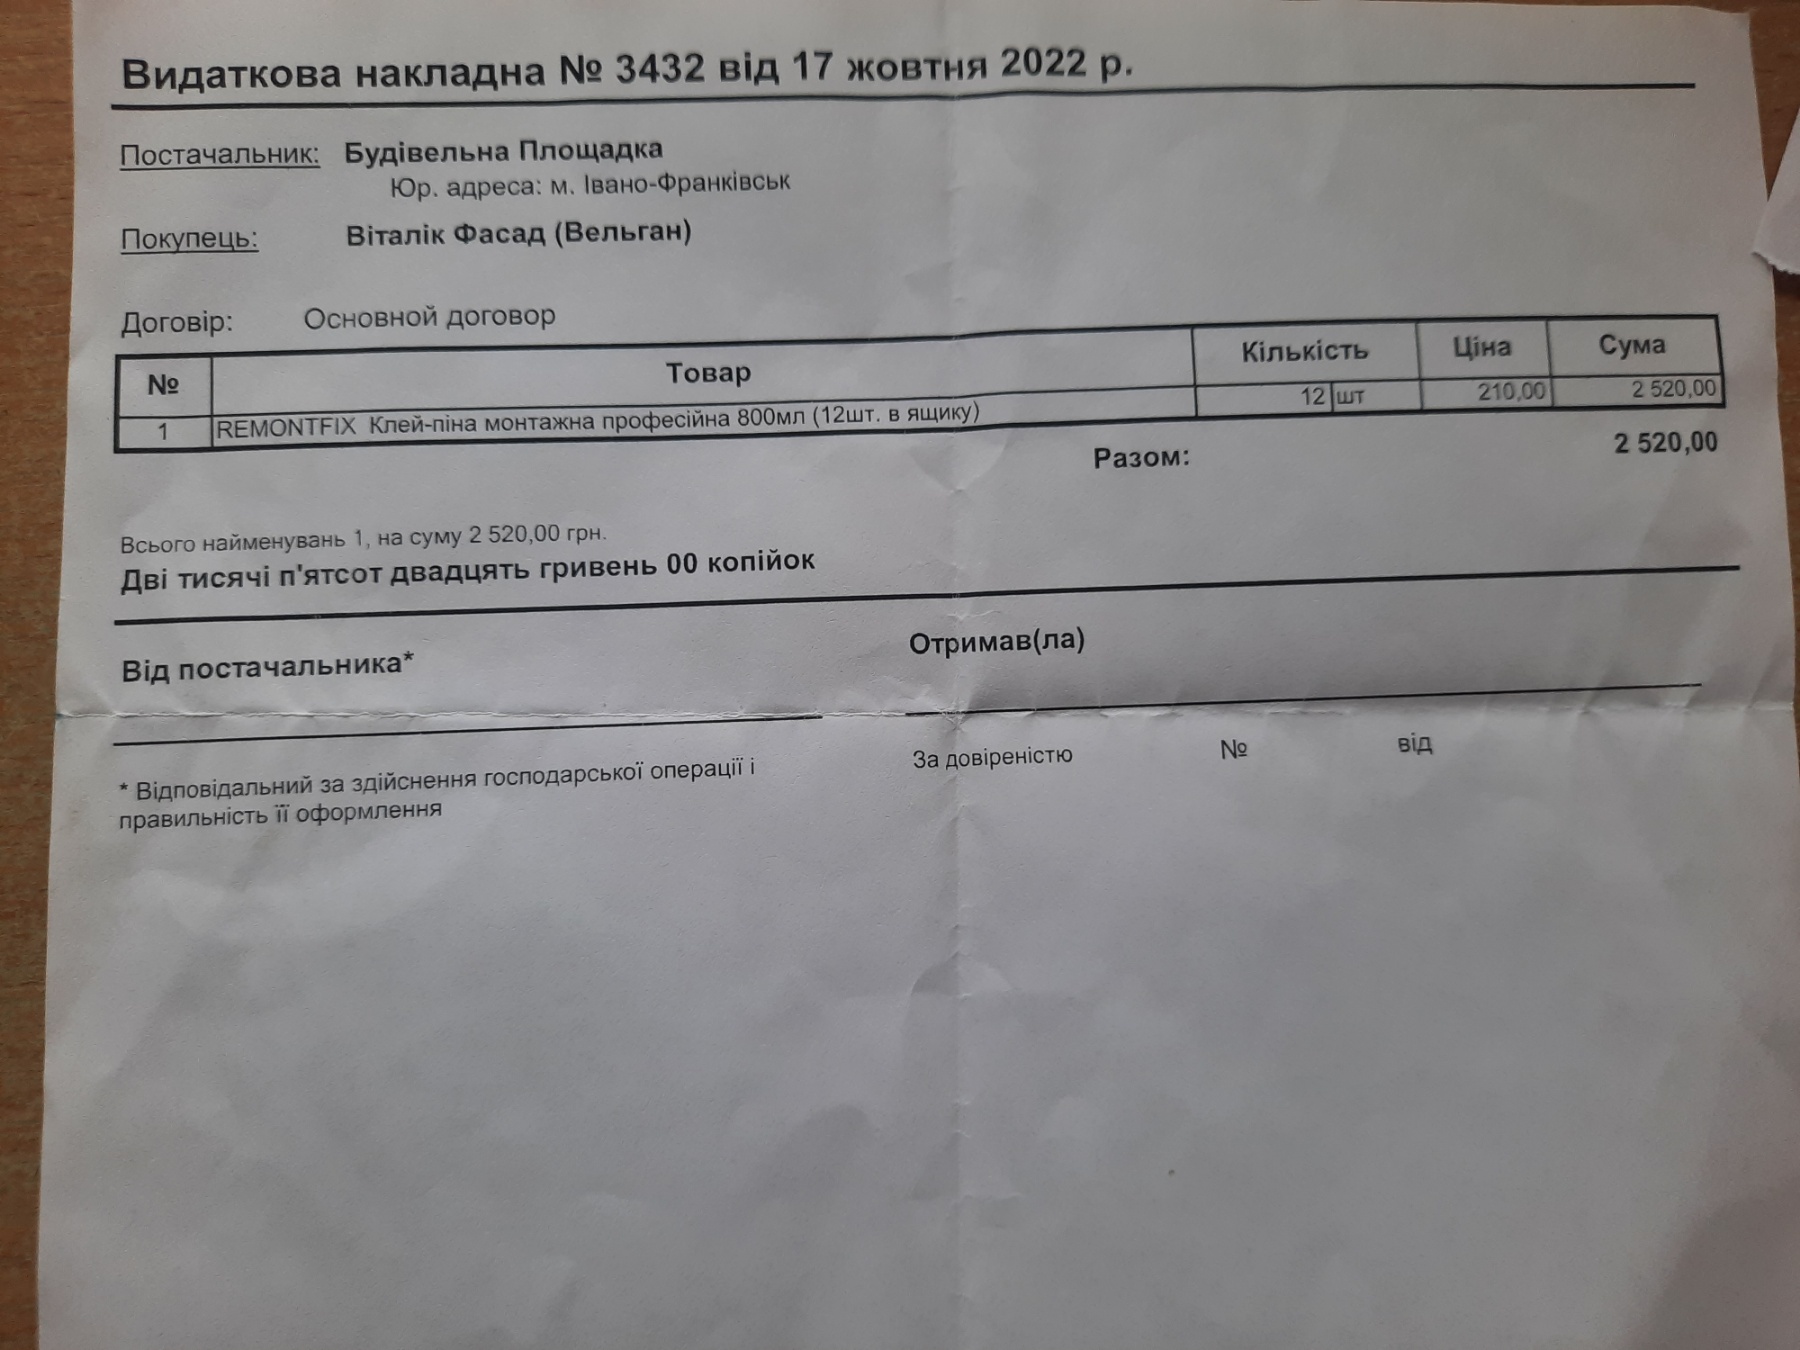 Видаткова накладна № 3432 від 17 жовтня 2022 р.
Постачальник: Будівельна Площадка
Юр. адреса: м. Івано-Франківськ
Покупець: Віталік Фасад (Вельган)
Договір: Основной договор
№ Товар Кількість Ціна Сума
1 REMONTFIX Клей-піна монтажна професійна 800мл (12шт. в ящику) 12 шт 210,00 2 520,00
Разом: 2 520,00
Всього найменувань 1, на суму 2 520,00 грн.
Дві тисячі п'ятсот двадцять гривень 00 копійок
Від постачальника* Отримав(ла)
* Відповідальний за здійснення господарської операції і
правильність її оформлення
За довіреністю № від